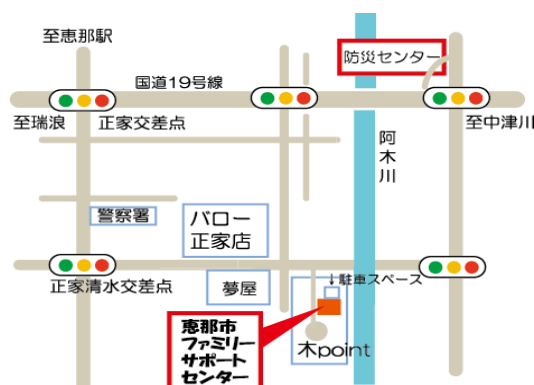 至恵那駅
防災センター
国道19号線
至瑞浪
正家交差点
至中津川
阿木川
警察署
バロー
正家店
正家清水交差点
夢屋
↓駐車スペース
恵那市
ファミリー
サポート
センター
木point